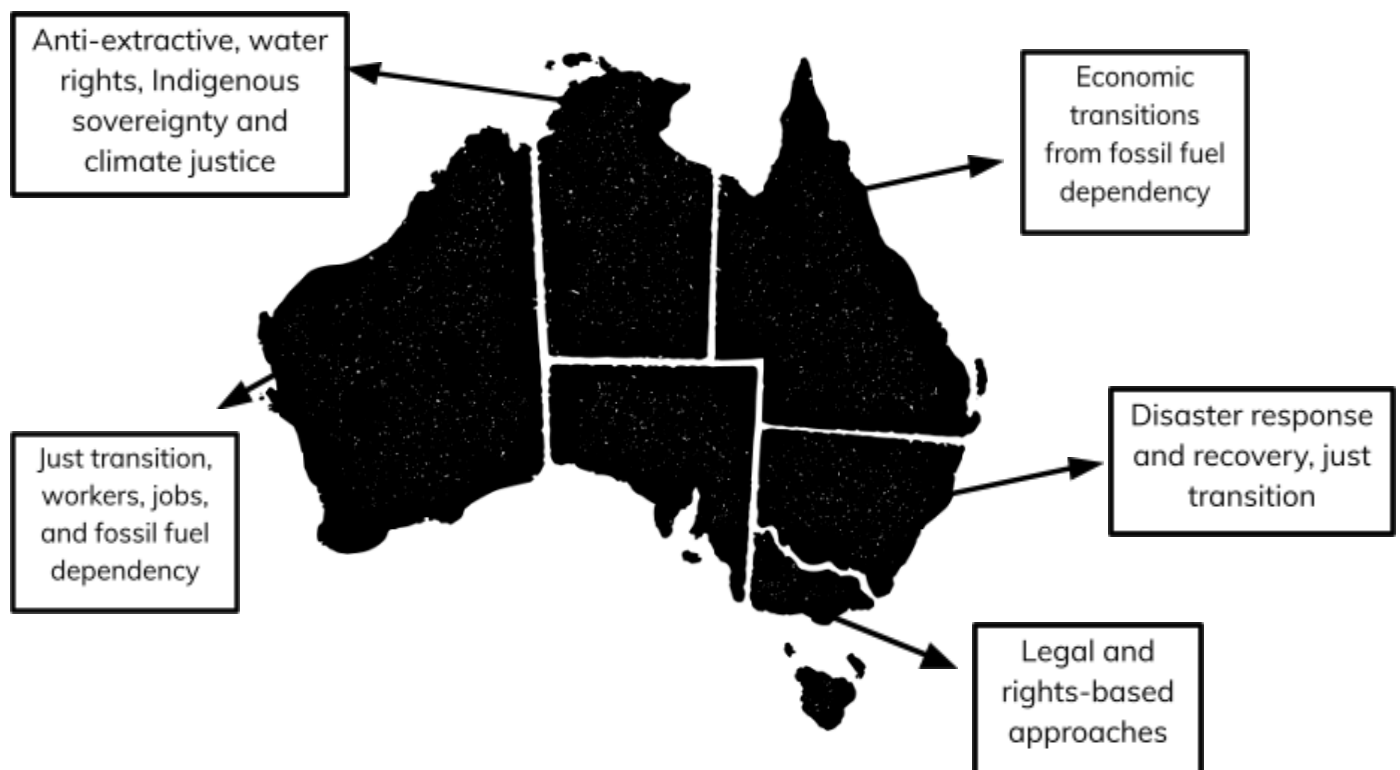 Anti-extractive, water
rights, Indigenous
sovereignty and
climate justice
Economic
transitions
from fossil fuel
dependency
Just transition,
workers, jobs,
and fossil fuel
dependency
Disaster response
and recovery, just
transition
Legal and
rights-based
approaches